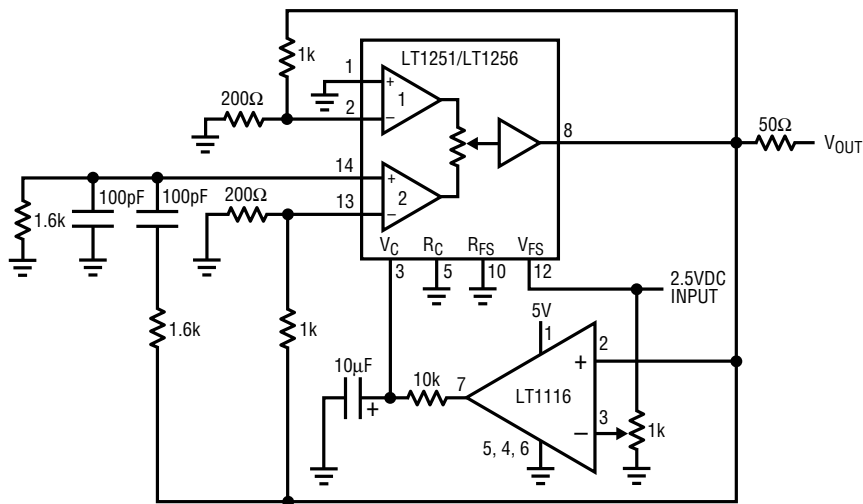 1k
LT1251/LT1256
1
+
1
200Ω
2
–
8
50Ω
VOUT
14
+
100pF
100pF
200Ω
2
1.6k
13
–
VC
RC
RFS
VFS
3
5
10
12
2.5VDC
INPUT
5V
1
1.6k
1k
2
+
10µF
10k
7
LT1116
+
3
–
1k
5, 4, 6